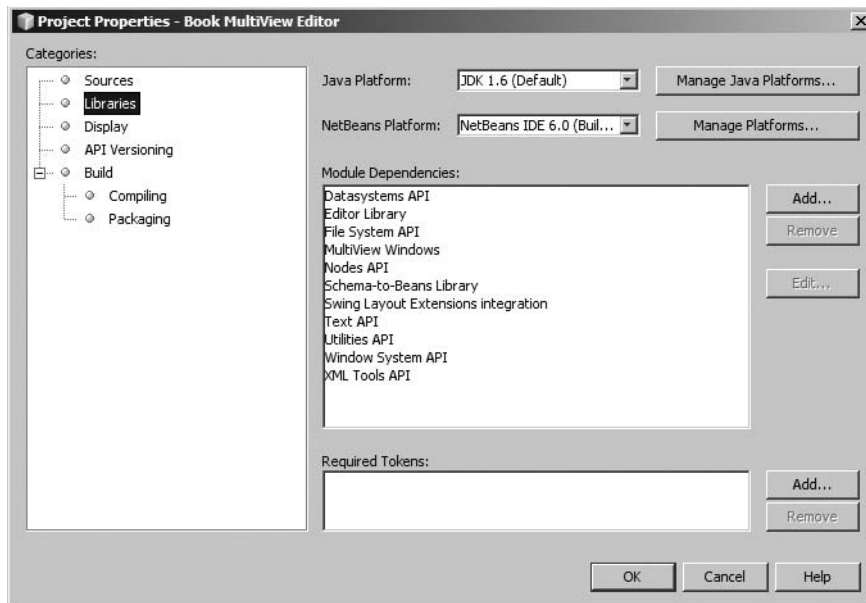 Project Properties - Book MultiView Editor
Categories:
Sources
Libraries
Display
API Versioning
Build
Compiling
Packaging
Java Platform: JDK 1.6 (Default) Manage Java Platforms...
NetBeans Platform: NetBeans IDE 6.0 (Buil... Manage Platforms...
Module Dependencies:
Datasystems API
Editor Library
File System API
MultiView Windows
Nodes API
Schema-to-Beans Library
Swing Layout Extensions integration
Text API
Utilities API
Window System API
XML Tools API
Add...
Remove
Edit...
Required Tokens:
Add...
Remove
OK Cancel Help